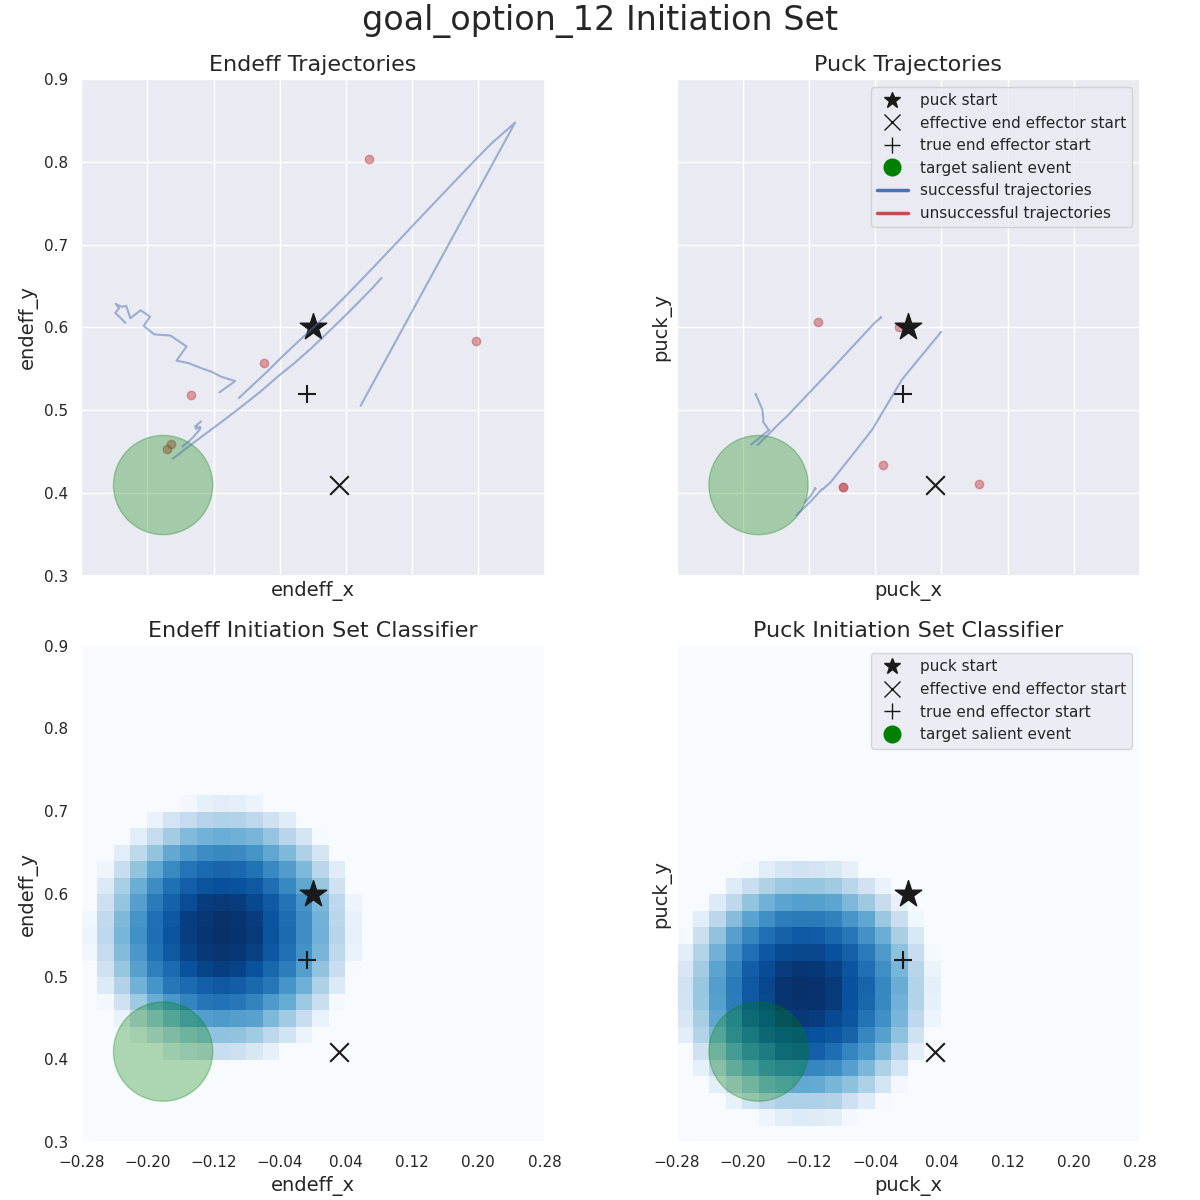 goal_option_12 Initiation Set
Endeff Trajectories
Puck Trajectories
0.9
0.8
0.7
0.6
0.5
0.4
0.3
endeff_y
endeff_x
puck start
effective end effector start
true end effector start
target salient event
successful trajectories
unsuccessful trajectories
puck_y
puck_x
Endeff Initiation Set Classifier
Puck Initiation Set Classifier
0.9
0.8
0.7
0.6
0.5
0.4
0.3
endeff_y
−0.28 −0.20 −0.12 −0.04 0.04 0.12 0.20 0.28
endeff_x
puck start
effective end effector start
true end effector start
target salient event
puck_y
−0.28 −0.20 −0.12 −0.04 0.04 0.12 0.20 0.28
puck_x